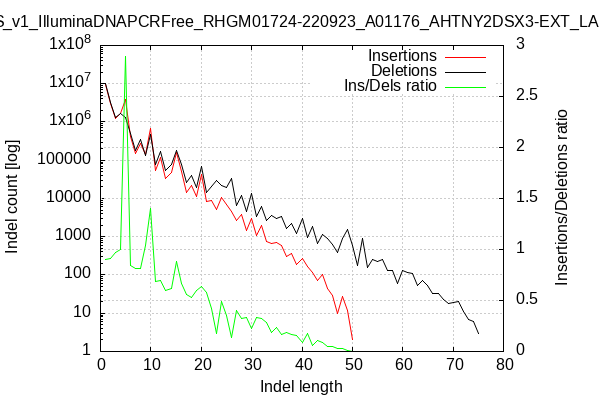 S_v1_IlluminaDNAPCRFree_RHGM01724-220923_A01176_AHTNY2DSX3-EXT_LA
Insertions
Deletions
Ins/Dels ratio
1x10^8
1x10^7
1x10^6
100000
10000
1000
100
10
1
3
2.5
2
1.5
1
0.5
0
0 10 20 30 40 50 60 70 80
Indel length
Indel count [log]
Insertions/Deletions ratio